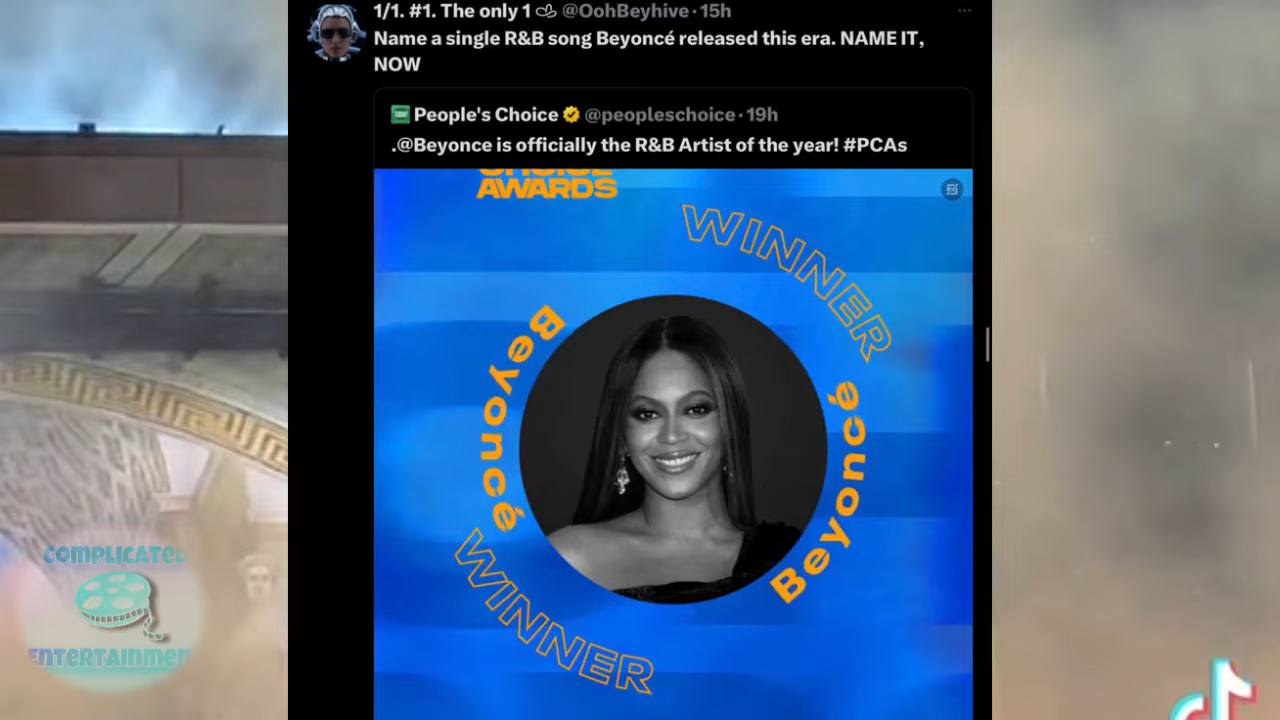 1/1. #1. The only 1 @OohBeyhive · 15h
Name a single R&B song Beyoncé released this era. NAME IT,
NOW
People's Choice @peopleschoice · 19h
.@Beyonce is officially the R&B Artist of the year! #PCAs
CHOICE
AWARDS
WINNER
Beyoncé
Beyoncé
WINNER
COMPLICATED
ENTERTAINMENT